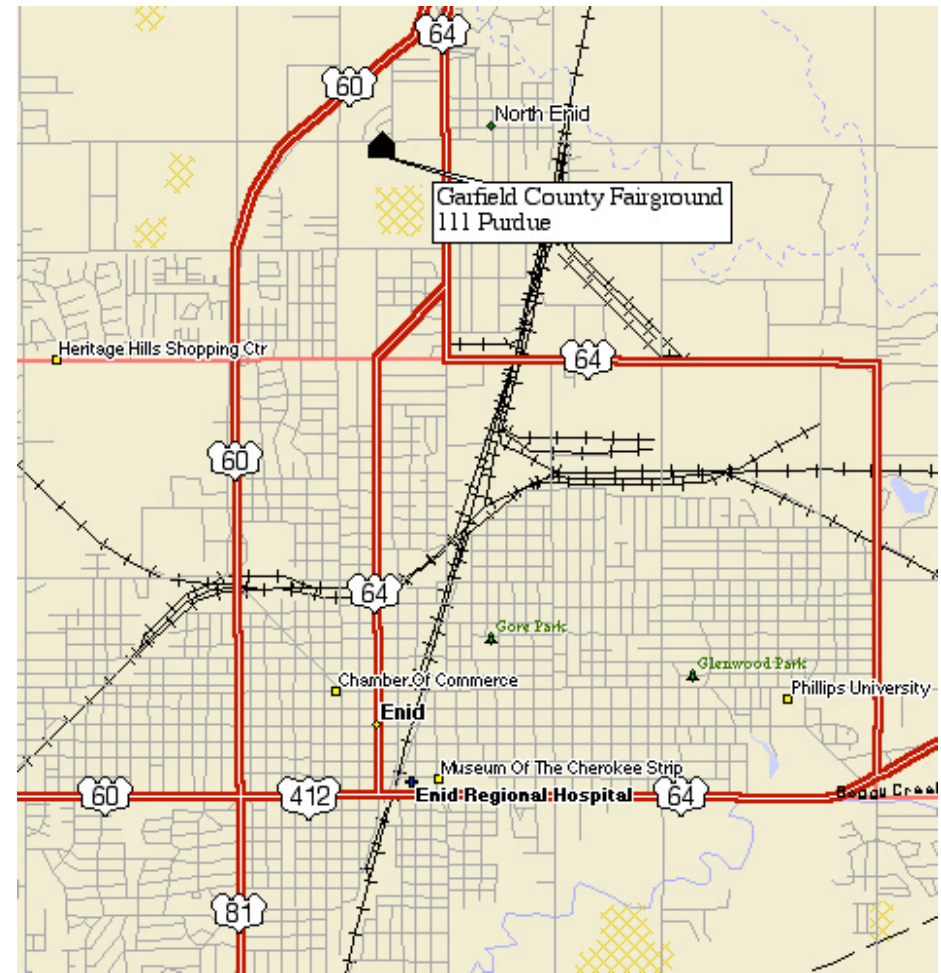 64
60
North Enid
Garfield County Fairground
111 Purdue
Heritage Hills Shopping Ctr
64
60
64
Gore Park
Glenwood Park
Chamber Of Commerce
Phillips University
Enid
Museum Of The Cherokee Strip
60
412
Enid Regional Hospital
64
Boggy Creek
81